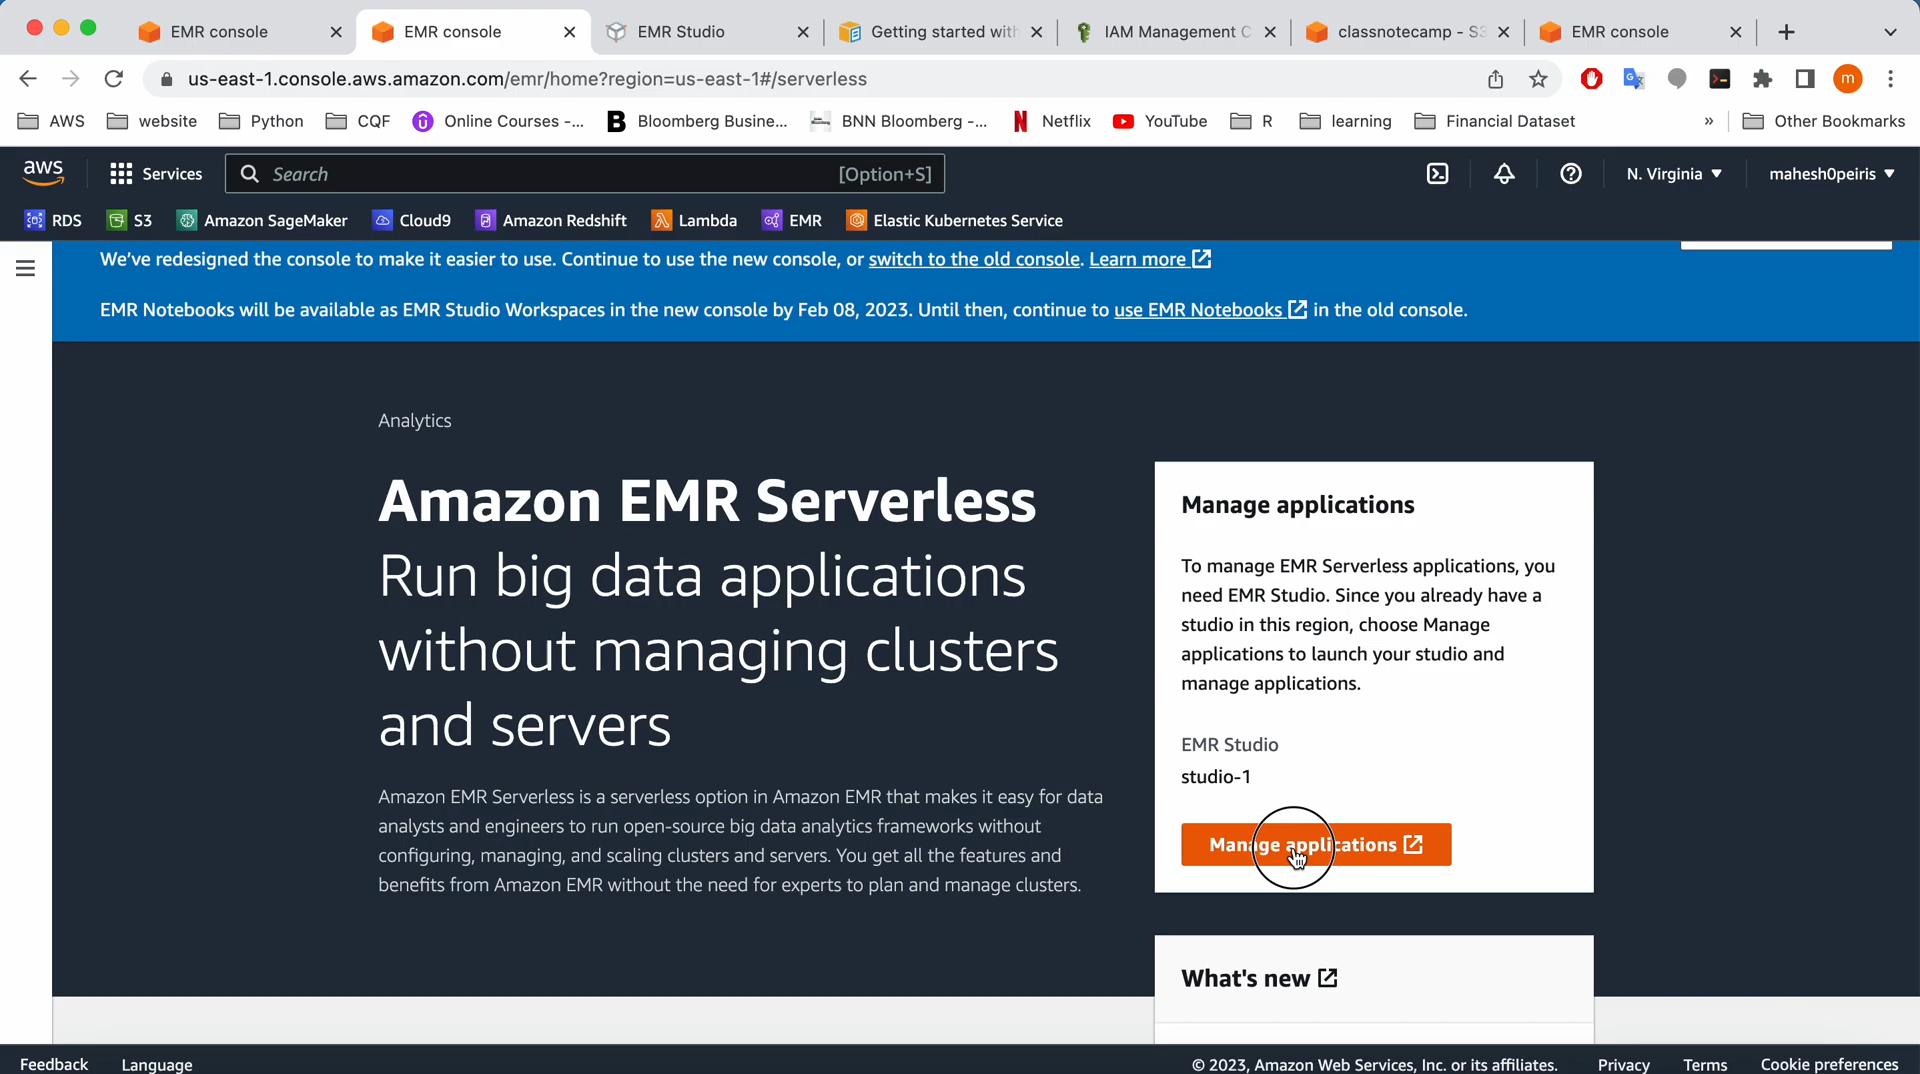 EMR console
EMR console
EMR Studio
Getting started with
IAM Management C
classnotecamp - S3
EMR console
us-east-1.console.aws.amazon.com/emr/home?region=us-east-1#/serverless
m
AWS
website
Python
CQF
Online Courses -...
Bloomberg Busine...
BNN Bloomberg -...
Netflix
YouTube
R
learning
Financial Dataset
»
Other Bookmarks
aws
Services
Search
[Option+S]
N. Virginia
mahesh0peiris
RDS
S3
Amazon SageMaker
Cloud9
Amazon Redshift
Lambda
EMR
Elastic Kubernetes Service
We've redesigned the console to make it easier to use. Continue to use the new console, or switch to the old console. Learn more
EMR Notebooks will be available as EMR Studio Workspaces in the new console by Feb 08, 2023. Until then, continue to use EMR Notebooks in the old console.
Analytics
Amazon EMR Serverless
Run big data applications
without managing clusters
and servers
Amazon EMR Serverless is a serverless option in Amazon EMR that makes it easy for data
analysts and engineers to run open-source big data analytics frameworks without
configuring, managing, and scaling clusters and servers. You get all the features and
benefits from Amazon EMR without the need for experts to plan and manage clusters.
Manage applications
To manage EMR Serverless applications, you
need EMR Studio. Since you already have a
studio in this region, choose Manage
applications to launch your studio and
manage applications.
EMR Studio
studio-1
Manage applications
What's new
Feedback
Language
© 2023, Amazon Web Services, Inc. or its affiliates.
Privacy
Terms
Cookie preferences